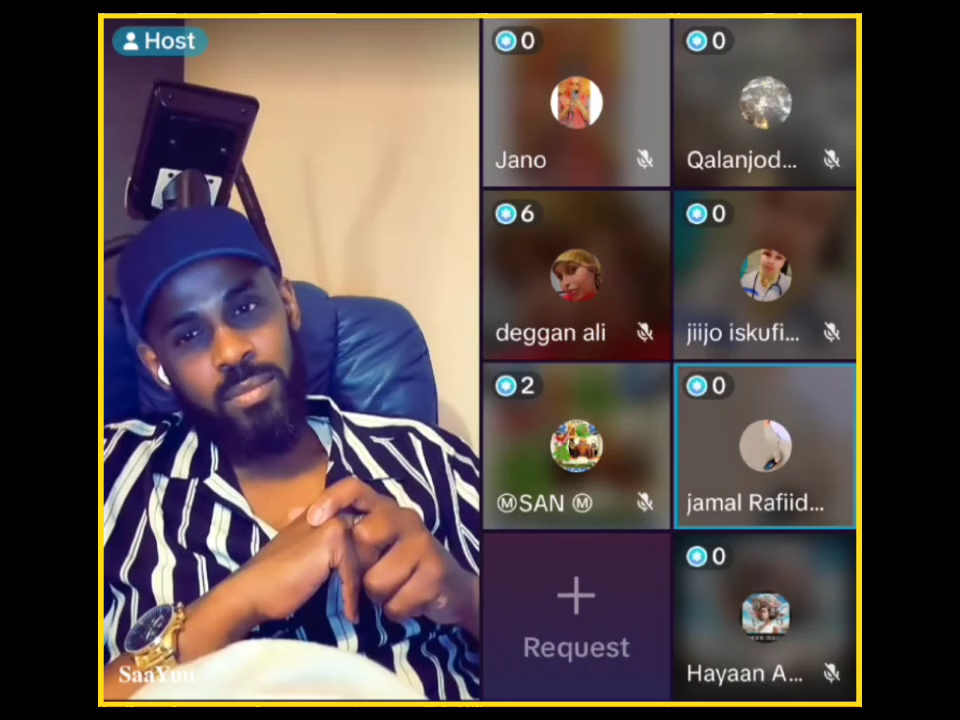 Host
0
Jano
0
Qalanjod...
6
deggan ali
0
jiijo iskufi...
2
ⓂSAN Ⓜ
0
jamal Rafiid...
+
Request
0
Hayaan A...
SaaYuu